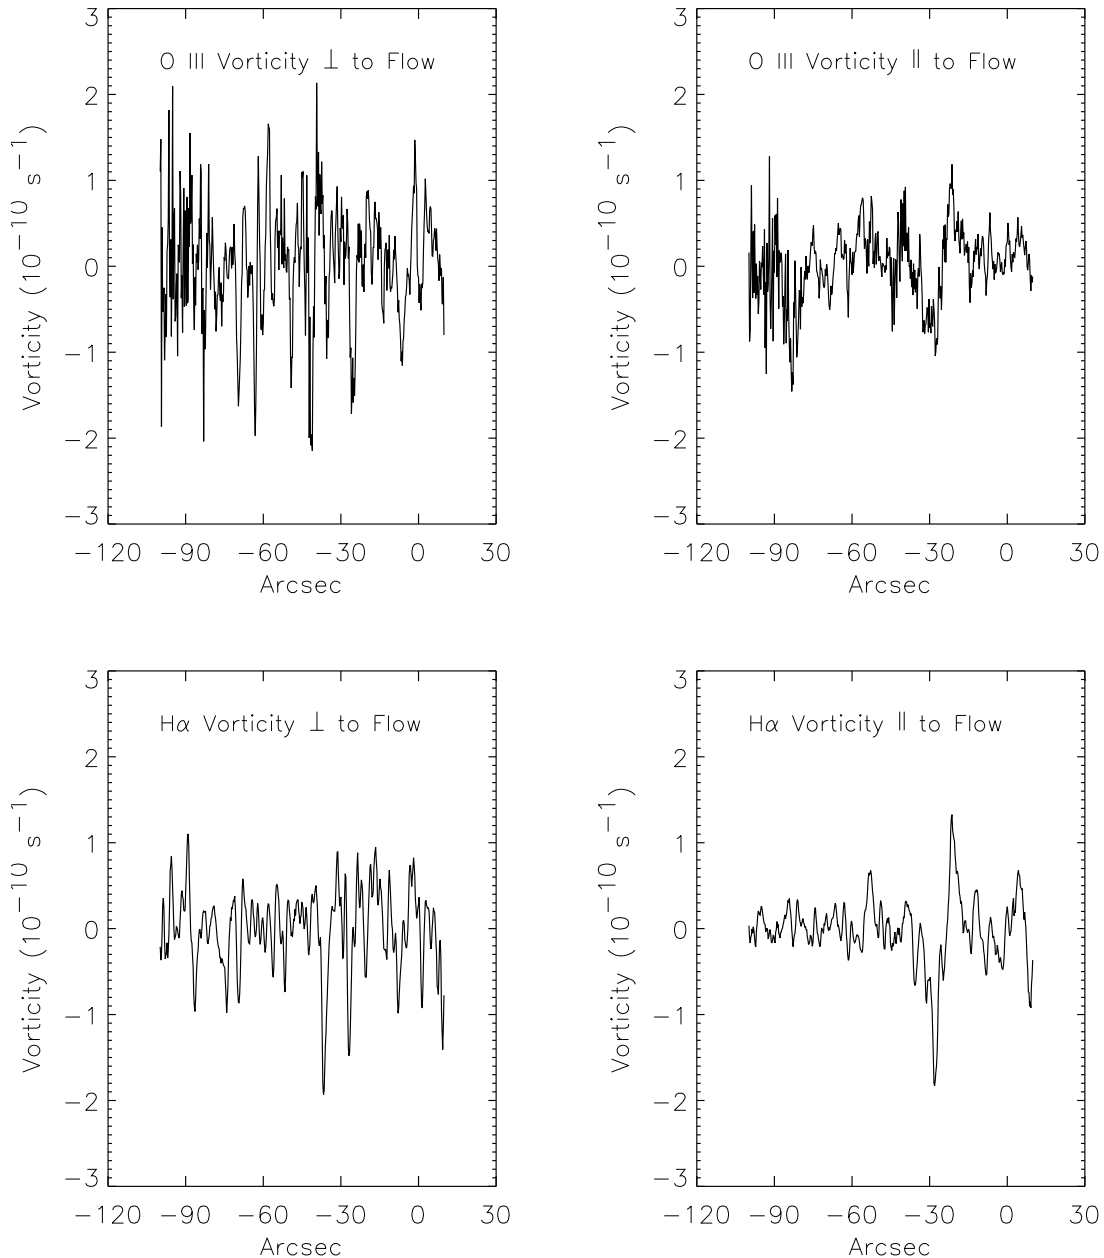 O III Vorticity ⊥ to Flow
3
2
1
0
−1
−2
−3
Vorticity (10⁻¹⁰ s⁻¹)
−120 −90 −60 −30 0 30
Arcsec
O III Vorticity ∥ to Flow
3
2
1
0
−1
−2
−3
Vorticity (10⁻¹⁰ s⁻¹)
−120 −90 −60 −30 0 30
Arcsec
Hα Vorticity ⊥ to Flow
3
2
1
0
−1
−2
−3
Vorticity (10⁻¹⁰ s⁻¹)
−120 −90 −60 −30 0 30
Arcsec
Hα Vorticity ∥ to Flow
3
2
1
0
−1
−2
−3
Vorticity (10⁻¹⁰ s⁻¹)
−120 −90 −60 −30 0 30
Arcsec